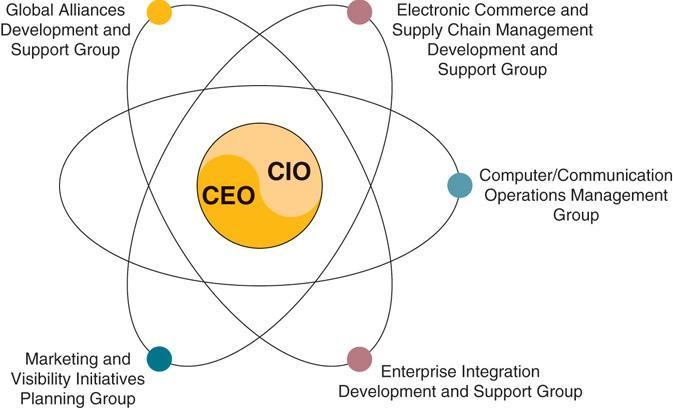 Global Alliances
Development and
Support Group
Electronic Commerce and
Supply Chain Management
Development and
Support Group
CIO
CEO
Computer/Communication
Operations Management
Group
Marketing and
Visibility Initiatives
Planning Group
Enterprise Integration
Development and Support Group